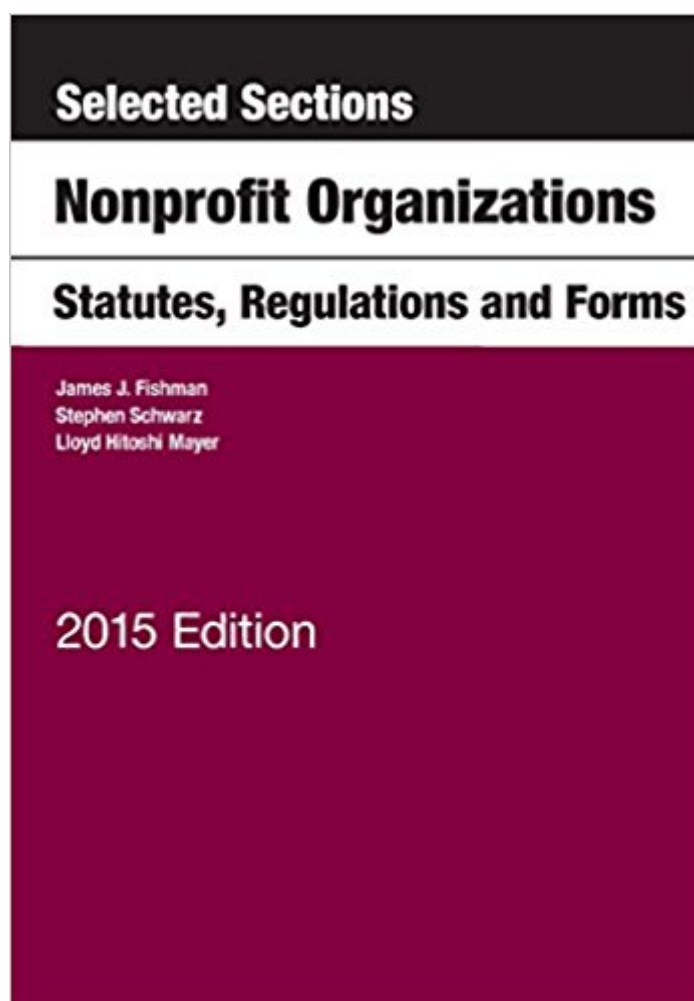 Selected Sections
Nonprofit Organizations
Statutes, Regulations and Forms
James J. Fishman
Stephen Schwarz
Lloyd Hitoshi Mayer
2015 Edition